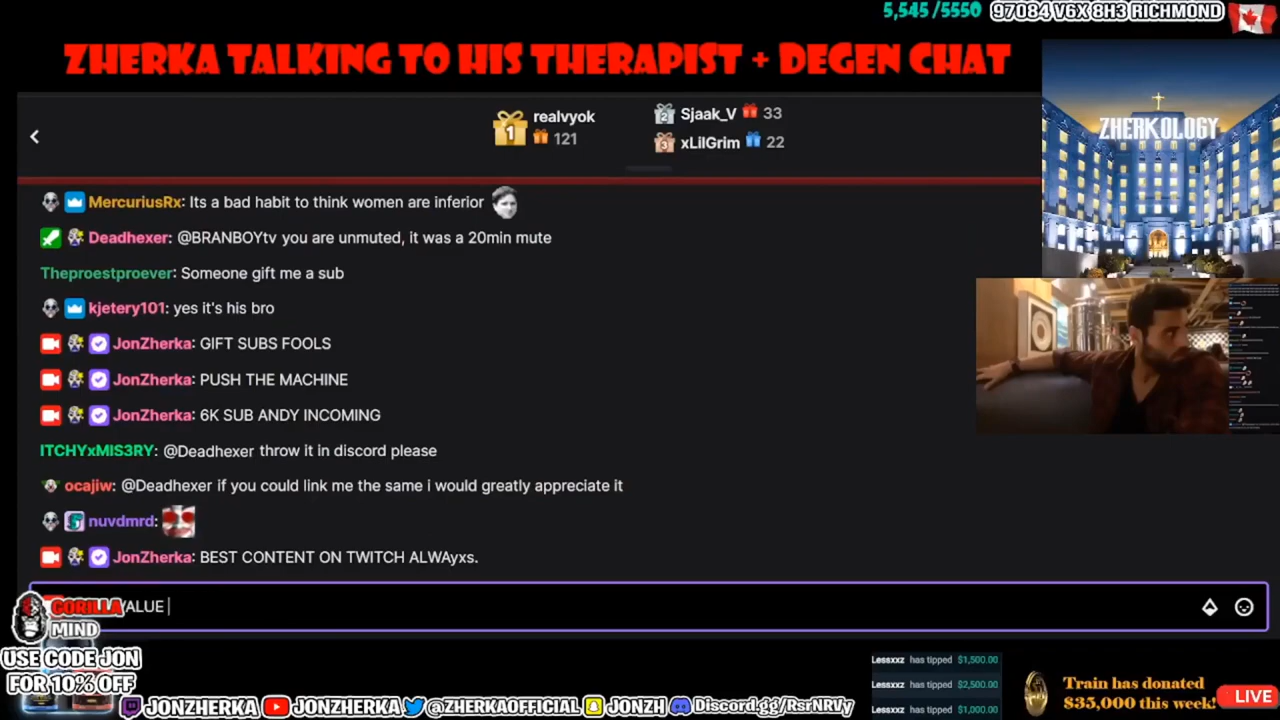 5,545 /5550 97084 V6X 8H3 RICHMOND
ZHERKA TALKING TO HIS THERAPIST + DEGEN CHAT
ZHERKOLOGY
1 realvyok 121
2 Sjaak_V 33
3 xLilGrim 22
MercuriusRx: Its a bad habit to think women are inferior
Deadhexer: @BRANBOYtv you are unmuted, it was a 20min mute
Theproestproever: Someone gift me a sub
kjetery101: yes it's his bro
JonZherka: GIFT SUBS FOOLS
JonZherka: PUSH THE MACHINE
JonZherka: 6K SUB ANDY INCOMING
ITCHYxMIS3RY: @Deadhexer throw it in discord please
ocajiw: @Deadhexer if you could link me the same i would greatly appreciate it
nuvdmrd:
JonZherka: BEST CONTENT ON TWITCH ALWAyxs.
VALUE
GORILLA
MIND
USE CODE JON
FOR 10% OFF
Lessxxz has tipped $1,500.00
Lessxxz has tipped $2,500.00
Lessxxz has tipped $1,000.00
Train has donated
$35,000 this week!
LIVE
JONZHERKA JONZHERKA @ZHERKAOFFICIAL JONZH Discord.gg/RsrNRVy